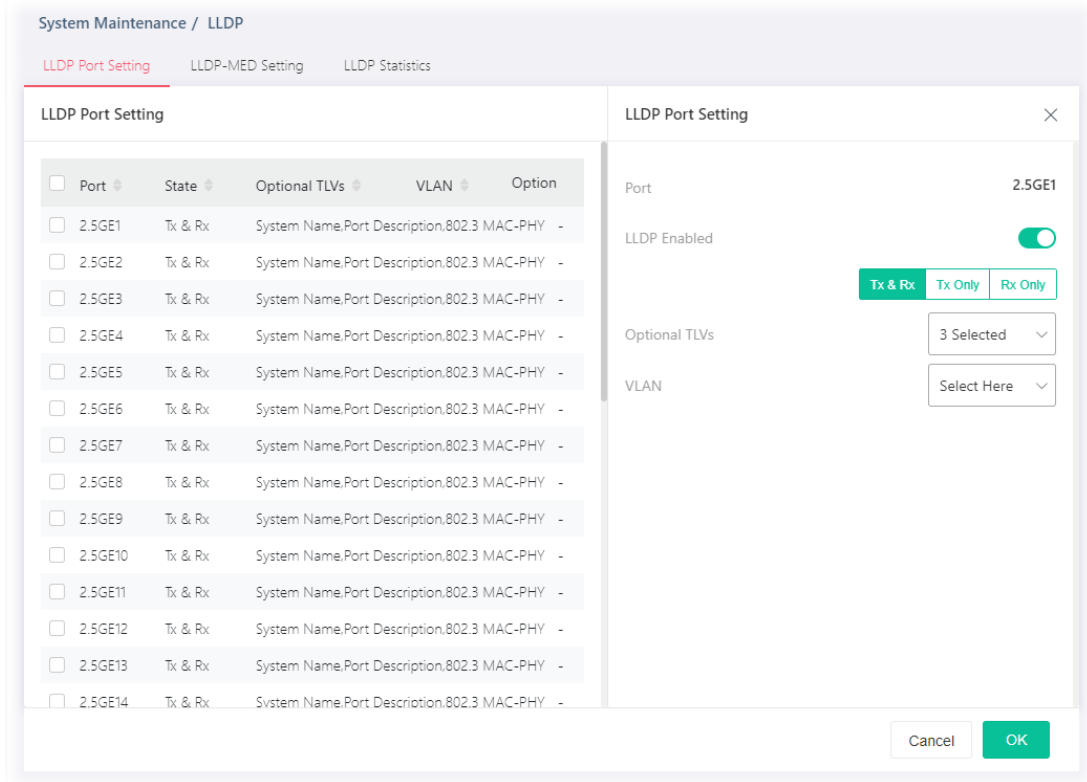 System Maintenance / LLDP
LLDP Port Setting LLDP-MED Setting LLDP Statistics
LLDP Port Setting
Port State Optional TLVs VLAN Option
2.5GE1 Tx & Rx System Name,Port Description,802.3 MAC-PHY -
2.5GE2 Tx & Rx System Name,Port Description,802.3 MAC-PHY -
2.5GE3 Tx & Rx System Name,Port Description,802.3 MAC-PHY -
2.5GE4 Tx & Rx System Name,Port Description,802.3 MAC-PHY -
2.5GE5 Tx & Rx System Name,Port Description,802.3 MAC-PHY -
2.5GE6 Tx & Rx System Name,Port Description,802.3 MAC-PHY -
2.5GE7 Tx & Rx System Name,Port Description,802.3 MAC-PHY -
2.5GE8 Tx & Rx System Name,Port Description,802.3 MAC-PHY -
2.5GE9 Tx & Rx System Name,Port Description,802.3 MAC-PHY -
2.5GE10 Tx & Rx System Name,Port Description,802.3 MAC-PHY -
2.5GE11 Tx & Rx System Name,Port Description,802.3 MAC-PHY -
2.5GE12 Tx & Rx System Name,Port Description,802.3 MAC-PHY -
2.5GE13 Tx & Rx System Name,Port Description,802.3 MAC-PHY -
2.5GE14 Tx & Rx System Name,Port Description,802.3 MAC-PHY -
LLDP Port Setting
Port 2.5GE1
LLDP Enabled
Tx & Rx Tx Only Rx Only
Optional TLVs 3 Selected
VLAN Select Here
Cancel OK